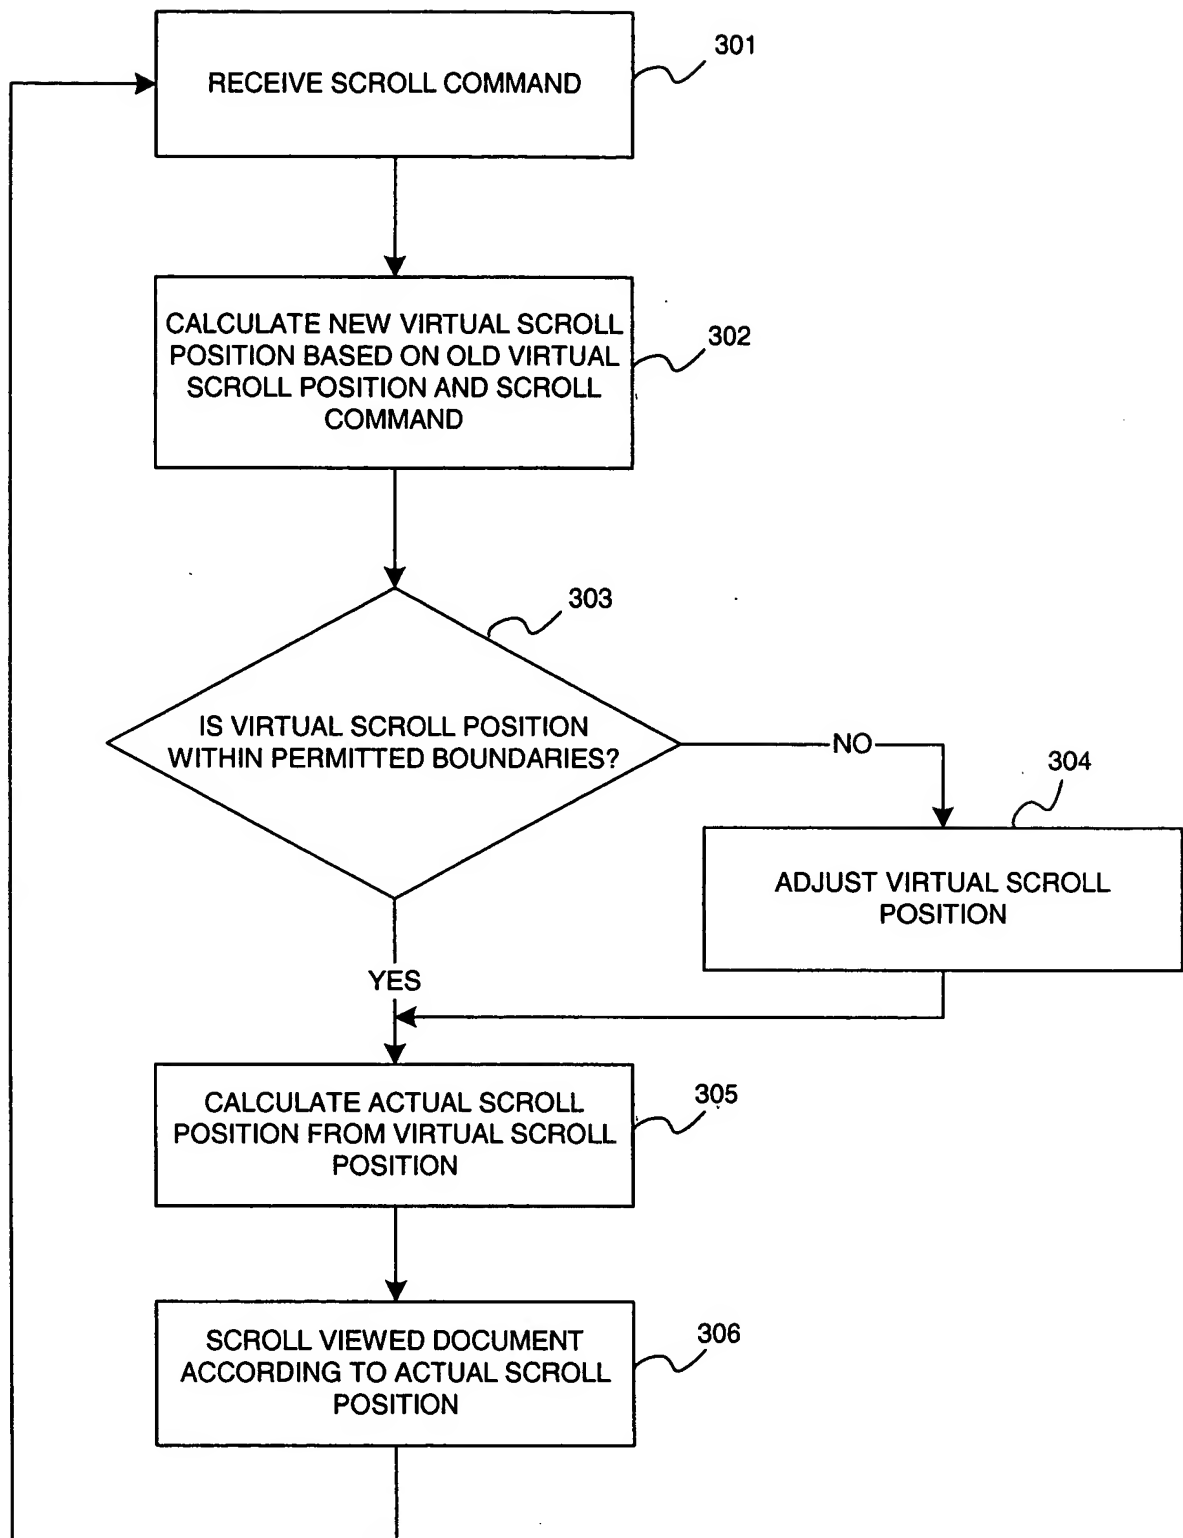 301
RECEIVE SCROLL COMMAND
CALCULATE NEW VIRTUAL SCROLL
POSITION BASED ON OLD VIRTUAL
SCROLL POSITION AND SCROLL
COMMAND
302
303
IS VIRTUAL SCROLL POSITION
WITHIN PERMITTED BOUNDARIES?
NO
304
ADJUST VIRTUAL SCROLL
POSITION
YES
CALCULATE ACTUAL SCROLL
POSITION FROM VIRTUAL SCROLL
POSITION
305
SCROLL VIEWED DOCUMENT
ACCORDING TO ACTUAL SCROLL
POSITION
306